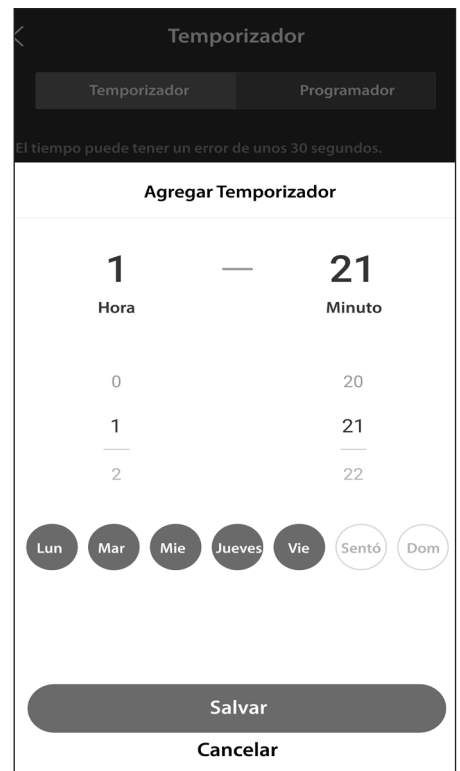 Temporizador
Temporizador Programador
El tiempo puede tener un error de unos 30 segundos.
Agregar Temporizador
1 — 21
Hora Minuto
0 20
1 21
2 22
Lun Mar Mie Jueves Vie Sentó Dom
Salvar
Cancelar